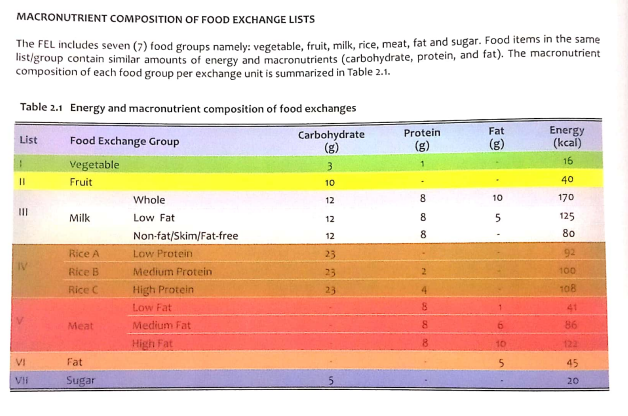 MACRONUTRIENT COMPOSITION OF FOOD EXCHANGE LISTS
The FEL includes seven (7) food groups namely: vegetable, fruit, milk, rice, meat, fat and sugar. Food items in the same
list/group contain similar amounts of energy and macronutrients (carbohydrate, protein, and fat). The macronutrient
composition of each food group per exchange unit is summarized in Table 2.1.
Table 2.1 Energy and macronutrient composition of food exchanges
List Food Exchange Group Carbohydrate (g) Protein (g) Fat (g) Energy (kcal)
I Vegetable 3 1 - 16
II Fruit 10 - - 40
III Milk Whole 12 8 10 170
Low Fat 12 8 5 125
Non-fat/Skim/Fat-free 12 8 - 80
IV Rice A Low Protein 23 - - 92
Rice B Medium Protein 23 2 - 100
Rice C High Protein 23 4 - 108
V Meat Low Fat - 8 1 41
Medium Fat - 8 6 86
High Fat - 8 10 122
VI Fat - - 5 45
VII Sugar 5 - - 20